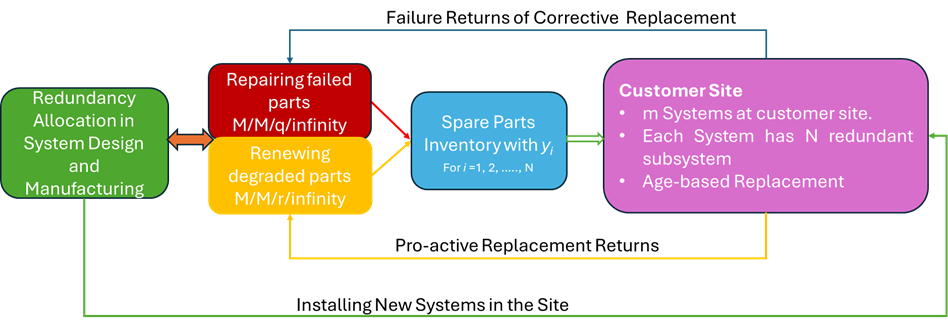 Failure Returns of Corrective Replacement
Redundancy
Allocation in
System Design
and
Manufacturing
Repairing failed
parts
M/M/q/infinity
Renewing
degraded parts
M/M/r/infinity
Spare Parts
Inventory with yi
For i =1, 2, ....., N
Customer Site
• m Systems at customer site.
• Each System has N redundant
subsystem
• Age-based Replacement
Pro-active Replacement Returns
Installing New Systems in the Site